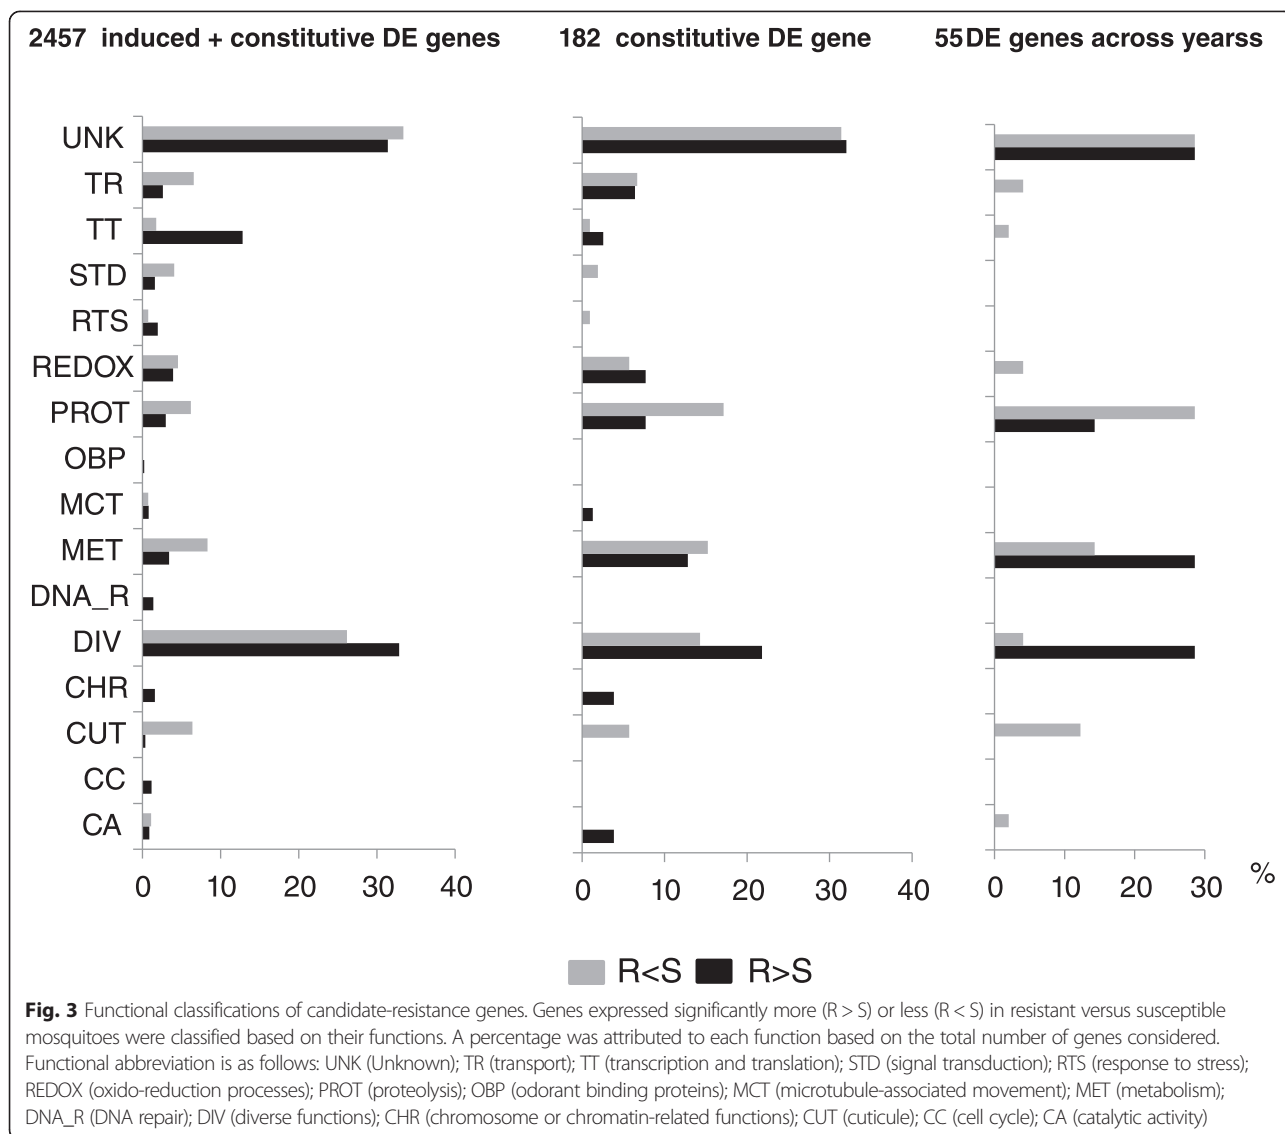 2457 induced + constitutive DE genes 182 constitutive DE gene 55DE genes across yearss
UNK
TR
TT
STD
RTS
REDOX
PROT
OBP
MCT
MET
DNA_R
DIV
CHR
CUT
CC
CA
0 10 20 30 40 0 10 20 30 40 0 10 20 30 %
R<S R>S
Fig. 3 Functional classifications of candidate-resistance genes. Genes expressed significantly more (R > S) or less (R < S) in resistant versus susceptible
mosquitoes were classified based on their functions. A percentage was attributed to each function based on the total number of genes considered.
Functional abbreviation is as follows: UNK (Unknown); TR (transport); TT (transcription and translation); STD (signal transduction); RTS (response to stress);
REDOX (oxido-reduction processes); PROT (proteolysis); OBP (odorant binding proteins); MCT (microtubule-associated movement); MET (metabolism);
DNA_R (DNA repair); DIV (diverse functions); CHR (chromosome or chromatin-related functions); CUT (cuticule); CC (cell cycle); CA (catalytic activity)